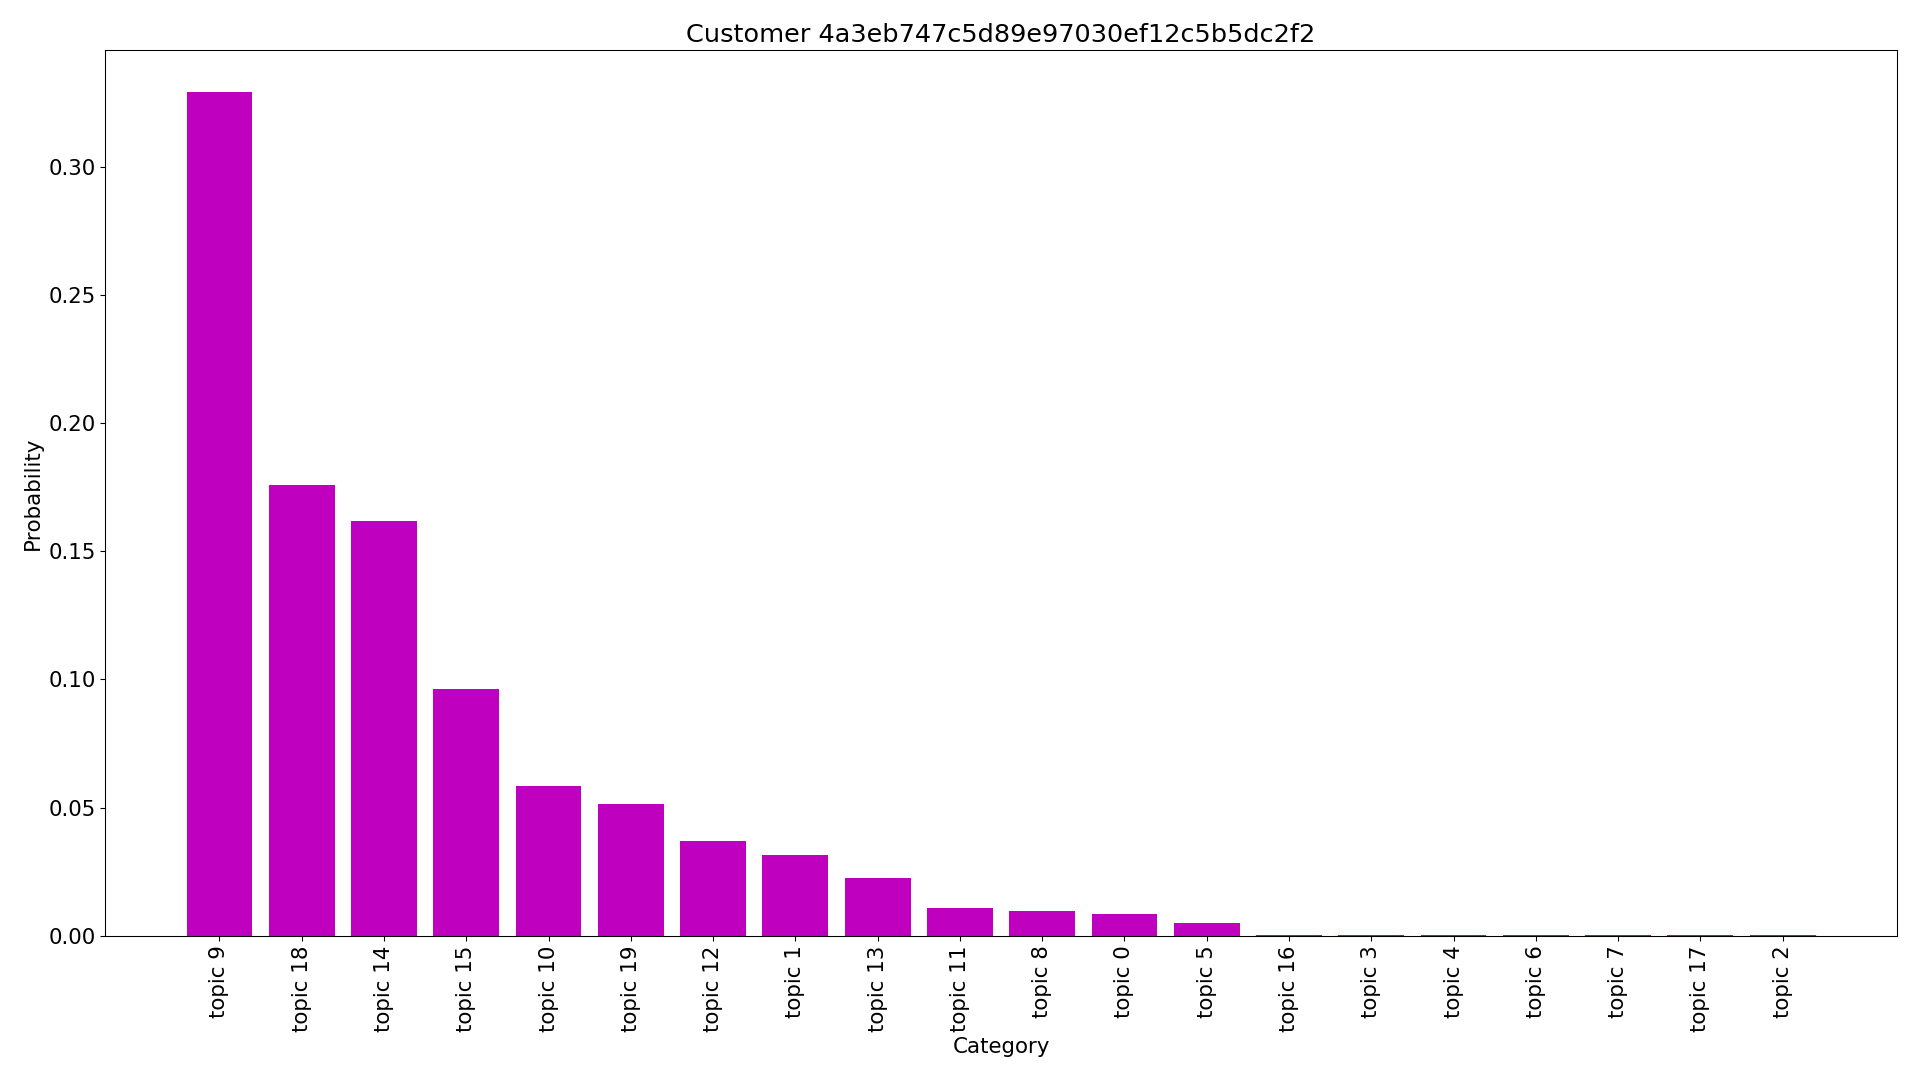 Customer 4a3eb747c5d89e97030ef12c5b5dc2f2
Probability
0.30
0.25
0.20
0.15
0.10
0.05
0.00
topic 9
topic 18
topic 14
topic 15
topic 10
topic 19
topic 12
topic 1
topic 13
topic 11
topic 8
topic 0
topic 5
topic 16
topic 3
topic 4
topic 6
topic 7
topic 17
topic 2
Category